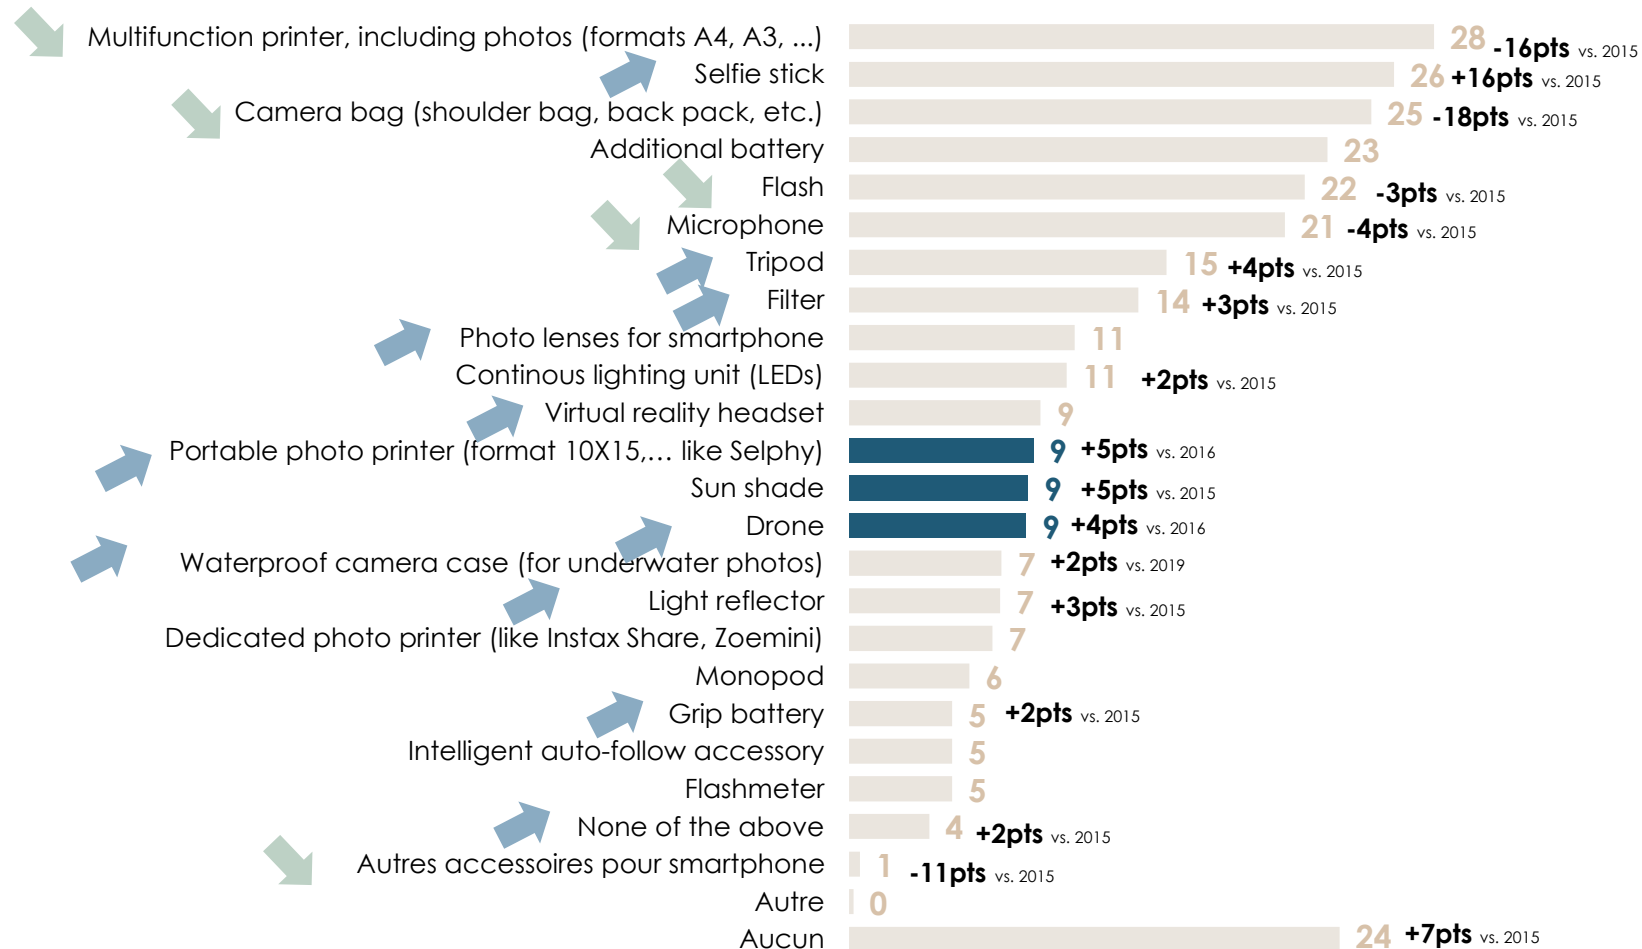 Multifunction printer, including photos (formats A4, A3, ...) 28 -16pts vs. 2015
Selfie stick 26 +16pts vs. 2015
Camera bag (shoulder bag, back pack, etc.) 25 -18pts vs. 2015
Additional battery 23
Flash 22 -3pts vs. 2015
Microphone 21 -4pts vs. 2015
Tripod 15 +4pts vs. 2015
Filter 14 +3pts vs. 2015
Photo lenses for smartphone 11
Continous lighting unit (LEDs) 11 +2pts vs. 2015
Virtual reality headset 9
Portable photo printer (format 10X15,... like Selphy) 9 +5pts vs. 2016
Sun shade 9 +5pts vs. 2015
Drone 9 +4pts vs. 2016
Waterproof camera case (for underwater photos) 7 +2pts vs. 2019
Light reflector 7 +3pts vs. 2015
Dedicated photo printer (like Instax Share, Zoemini) 7
Monopod 6
Grip battery 5 +2pts vs. 2015
Intelligent auto-follow accessory 5
Flashmeter 5
None of the above 4 +2pts vs. 2015
Autres accessoires pour smartphone 1 -11pts vs. 2015
Autre 0
Aucun 24 +7pts vs. 2015